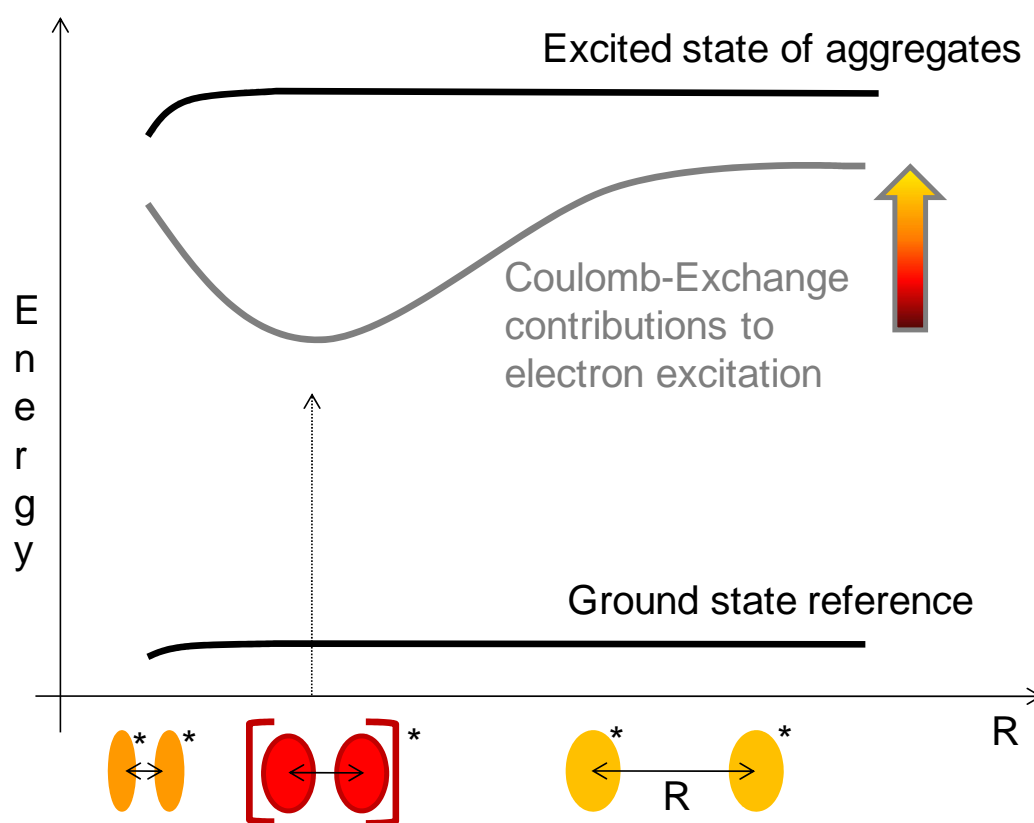 Excited state of aggregates
Coulomb-Exchange
contributions to
electron excitation
E
n
e
r
g
y
Ground state reference
R
* * * * *
R